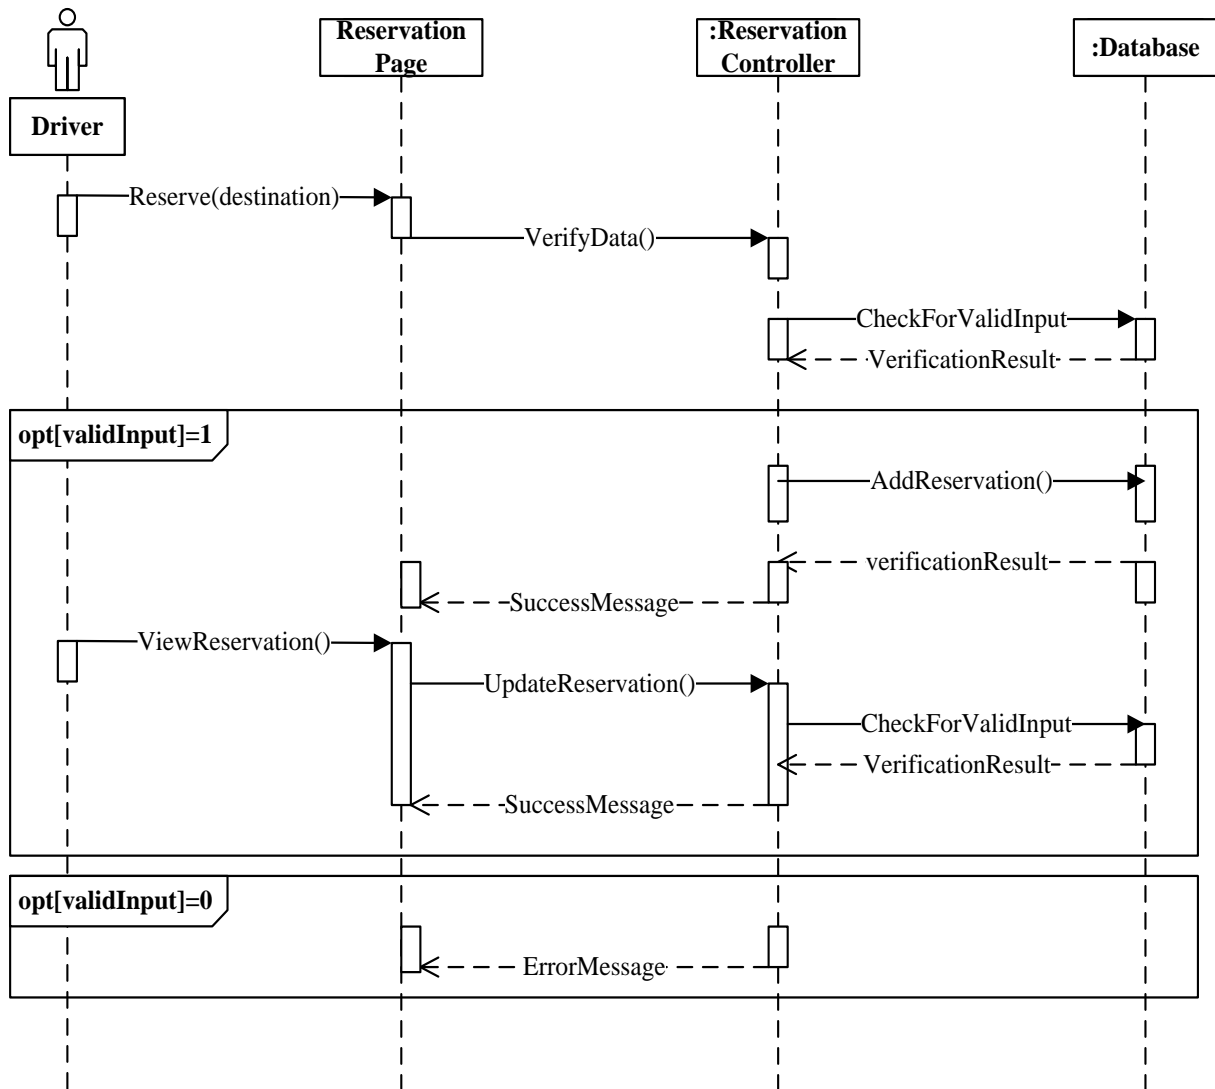 Reservation
Page
:Reservation
Controller
:Database
Driver
Reserve(destination)
VerifyData()
CheckForValidInput
VerificationResult
opt[validInput]=1
AddReservation()
verificationResult
SuccessMessage
ViewReservation()
UpdateReservation()
CheckForValidInput
VerificationResult
SuccessMessage
opt[validInput]=0
ErrorMessage